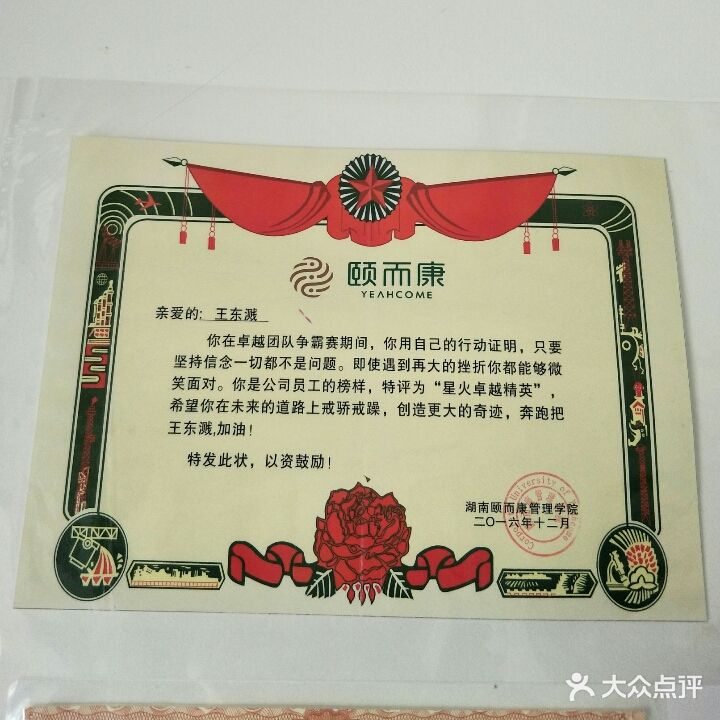 颐而康
YEAHCOME
亲爱的：王东溅
你在卓越团队争霸赛期间，你用自己的行动证明，只要
坚持信念一切都不是问题。即使遇到再大的挫折你都能够微
笑面对。你是公司员工的榜样，特评为“星火卓越精英”，
希望你在未来的道路上戒骄戒躁，创造更大的奇迹，奔跑把
王东溅,加油！
特发此状，以资鼓励！
湖南颐而康管理学院
二〇一六年十二月
大众点评